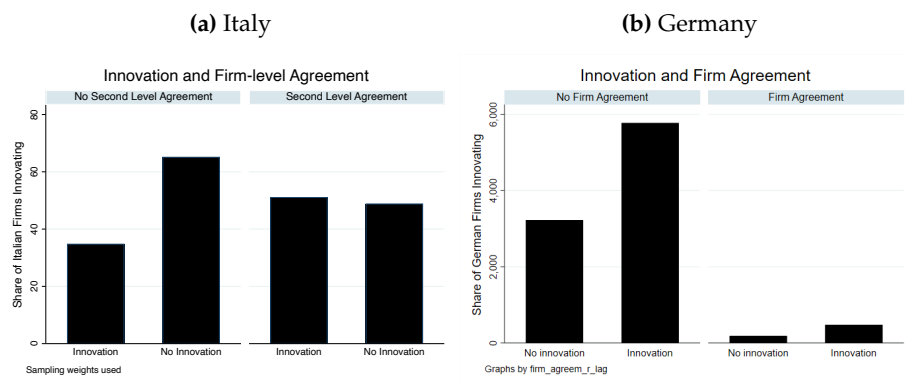 (a) Italy
Innovation and Firm-level Agreement
No Second Level Agreement
Second Level Agreement
Share of Italian Firms Innovating
80
60
40
20
0
Innovation
No Innovation
Innovation
No Innovation
Sampling weights used
(b) Germany
Innovation and Firm Agreement
No Firm Agreement
Firm Agreement
Share of German Firms Innovating
6,000
4,000
2,000
0
No innovation
Innovation
No innovation
Innovation
Graphs by firm_agreem_r_lag